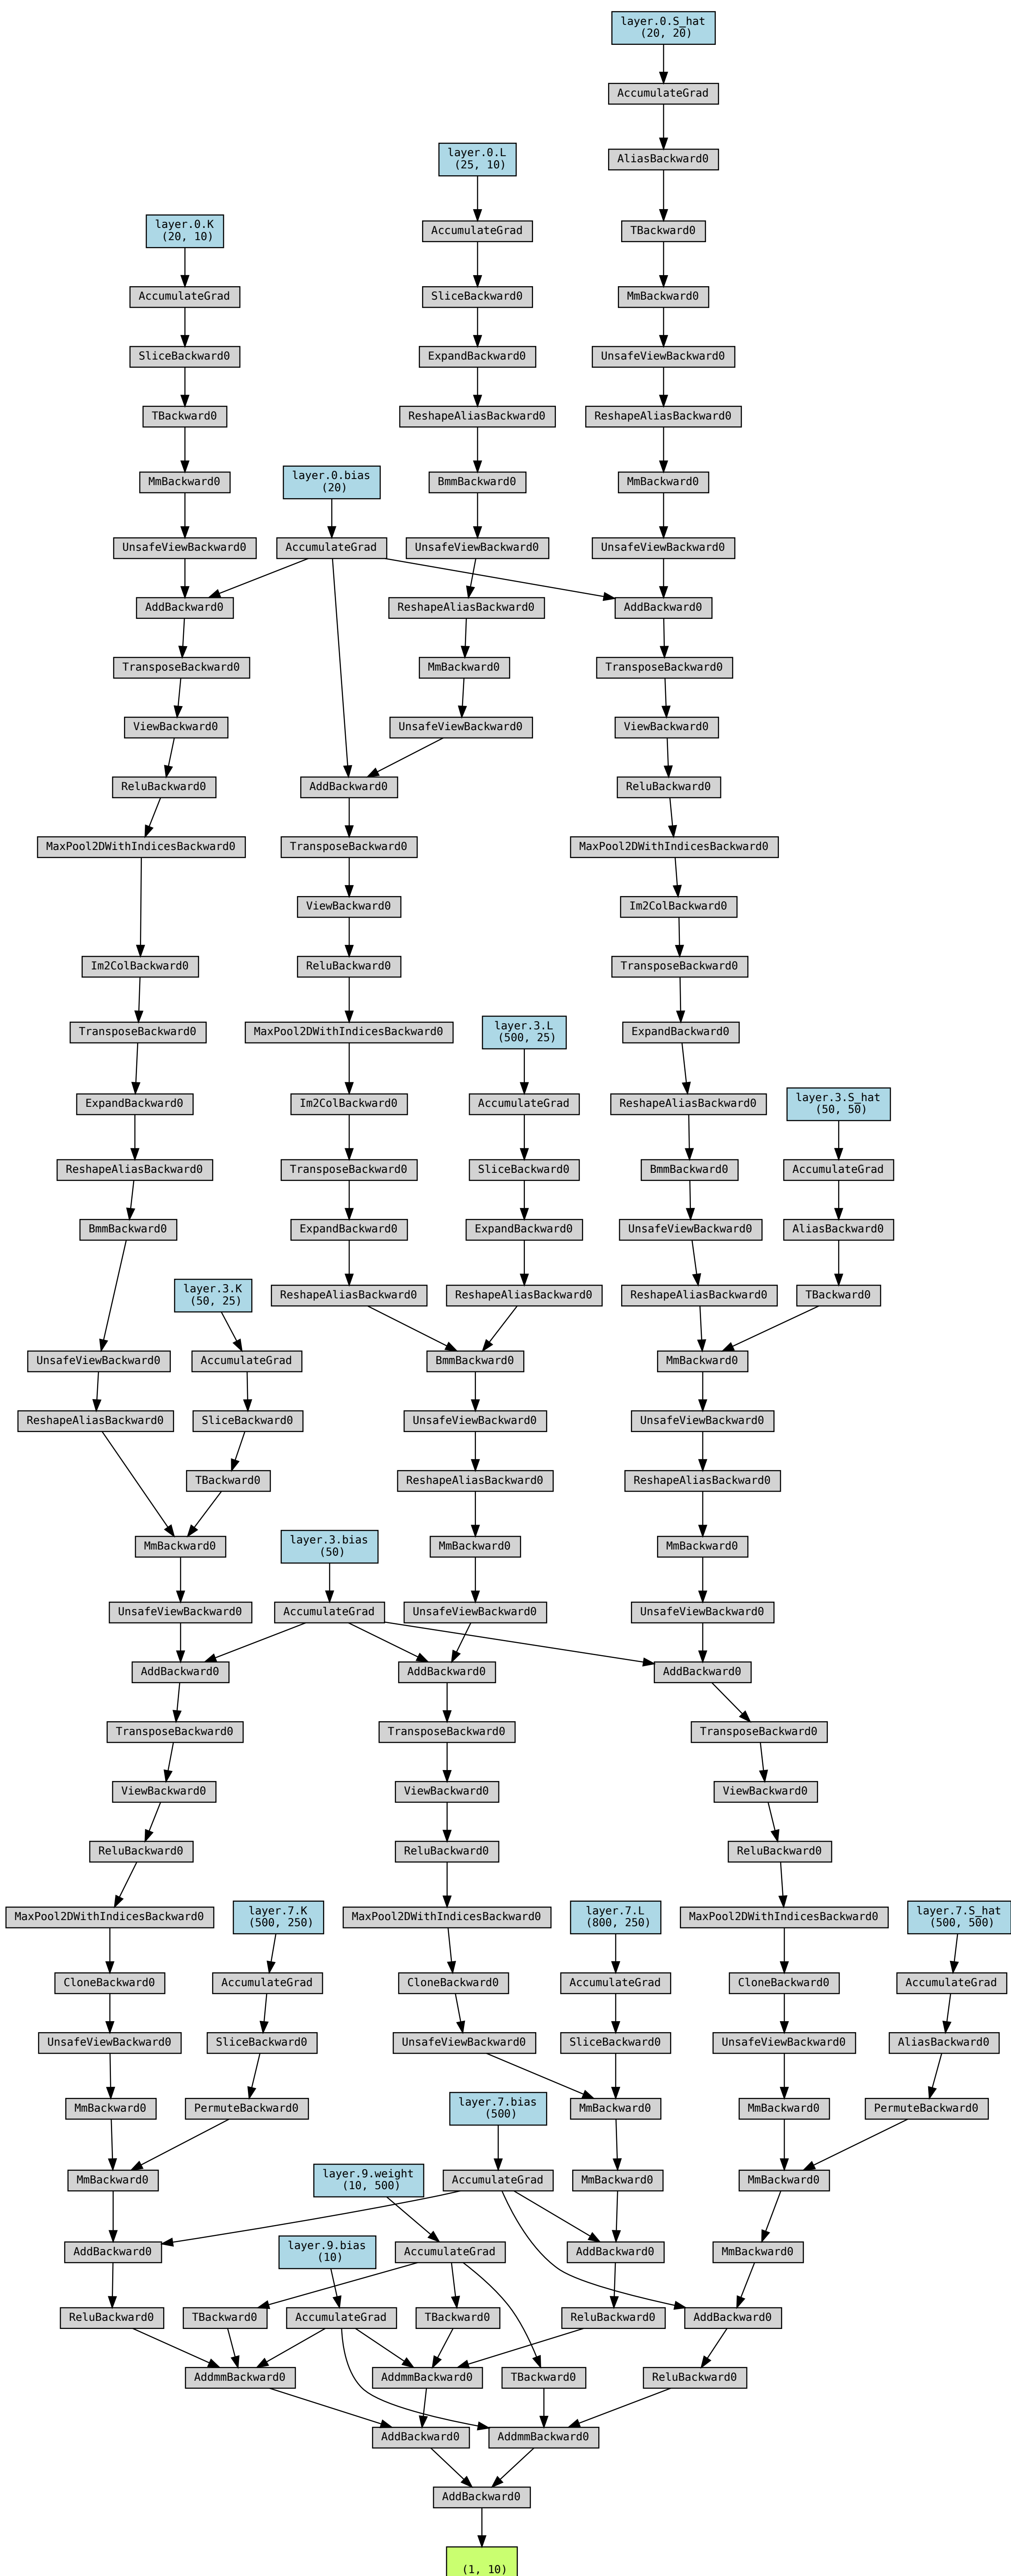 layer.0.S_hat
(20, 20)
AccumulateGrad
layer.0.L
(25, 10)
AliasBackward0
layer.0.K
(20, 10)
AccumulateGrad
TBackward0
AccumulateGrad
SliceBackward0
MmBackward0
SliceBackward0
ExpandBackward0
UnsafeViewBackward0
TBackward0
ReshapeAliasBackward0
ReshapeAliasBackward0
MmBackward0
layer.0.bias
(20)
BmmBackward0
MmBackward0
UnsafeViewBackward0
AccumulateGrad
UnsafeViewBackward0
UnsafeViewBackward0
AddBackward0
ReshapeAliasBackward0
AddBackward0
TransposeBackward0
MmBackward0
TransposeBackward0
ViewBackward0
UnsafeViewBackward0
ViewBackward0
ReluBackward0
AddBackward0
ReluBackward0
MaxPool2DWithIndicesBackward0
TransposeBackward0
MaxPool2DWithIndicesBackward0
ViewBackward0
Im2ColBackward0
Im2ColBackward0
ReluBackward0
TransposeBackward0
TransposeBackward0
MaxPool2DWithIndicesBackward0
layer.3.L
(500, 25)
ExpandBackward0
ExpandBackward0
Im2ColBackward0
AccumulateGrad
ReshapeAliasBackward0
layer.3.S_hat
(50, 50)
ReshapeAliasBackward0
TransposeBackward0
SliceBackward0
BmmBackward0
AccumulateGrad
BmmBackward0
ExpandBackward0
ExpandBackward0
UnsafeViewBackward0
AliasBackward0
layer.3.K
(50, 25)
ReshapeAliasBackward0
ReshapeAliasBackward0
ReshapeAliasBackward0
TBackward0
UnsafeViewBackward0
AccumulateGrad
BmmBackward0
MmBackward0
ReshapeAliasBackward0
SliceBackward0
UnsafeViewBackward0
UnsafeViewBackward0
TBackward0
ReshapeAliasBackward0
ReshapeAliasBackward0
MmBackward0
layer.3.bias
(50)
MmBackward0
MmBackward0
UnsafeViewBackward0
AccumulateGrad
UnsafeViewBackward0
UnsafeViewBackward0
AddBackward0
AddBackward0
AddBackward0
TransposeBackward0
TransposeBackward0
TransposeBackward0
ViewBackward0
ViewBackward0
ViewBackward0
ReluBackward0
ReluBackward0
ReluBackward0
MaxPool2DWithIndicesBackward0
layer.7.K
(500, 250)
MaxPool2DWithIndicesBackward0
layer.7.L
(800, 250)
MaxPool2DWithIndicesBackward0
layer.7.S_hat
(500, 500)
CloneBackward0
AccumulateGrad
CloneBackward0
AccumulateGrad
CloneBackward0
AccumulateGrad
UnsafeViewBackward0
SliceBackward0
UnsafeViewBackward0
SliceBackward0
UnsafeViewBackward0
AliasBackward0
MmBackward0
PermuteBackward0
layer.7.bias
(500)
MmBackward0
MmBackward0
PermuteBackward0
MmBackward0
layer.9.weight
(10, 500)
AccumulateGrad
MmBackward0
MmBackward0
AddBackward0
layer.9.bias
(10)
AccumulateGrad
AddBackward0
MmBackward0
ReluBackward0
TBackward0
AccumulateGrad
TBackward0
ReluBackward0
AddBackward0
AddmmBackward0
AddmmBackward0
TBackward0
ReluBackward0
AddBackward0
AddmmBackward0
AddBackward0
(1, 10)